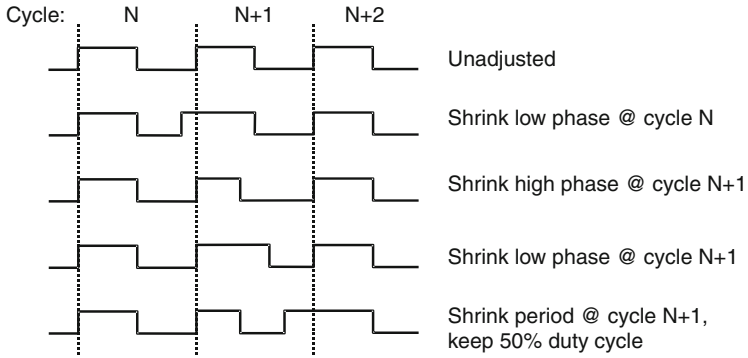 Cycle: N N+1 N+2
Unadjusted
Shrink low phase @ cycle N
Shrink high phase @ cycle N+1
Shrink low phase @ cycle N+1
Shrink period @ cycle N+1,
keep 50% duty cycle